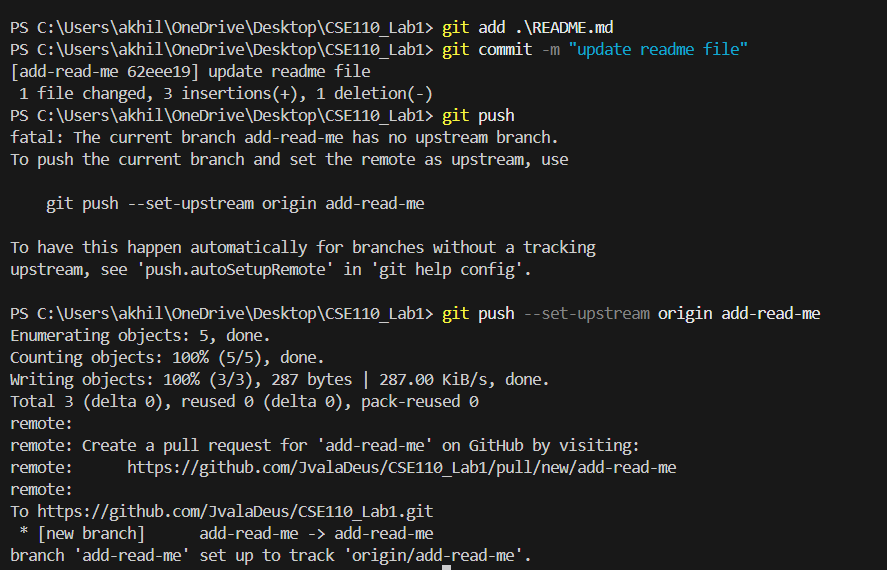 PS C:\Users\akhil\OneDrive\Desktop\CSE110_Lab1> git add .\README.md
PS C:\Users\akhil\OneDrive\Desktop\CSE110_Lab1> git commit -m "update readme file"
[add-read-me 62eee19] update readme file
 1 file changed, 3 insertions(+), 1 deletion(-)
PS C:\Users\akhil\OneDrive\Desktop\CSE110_Lab1> git push
fatal: The current branch add-read-me has no upstream branch.
To push the current branch and set the remote as upstream, use

    git push --set-upstream origin add-read-me

To have this happen automatically for branches without a tracking
upstream, see 'push.autoSetupRemote' in 'git help config'.

PS C:\Users\akhil\OneDrive\Desktop\CSE110_Lab1> git push --set-upstream origin add-read-me
Enumerating objects: 5, done.
Counting objects: 100% (5/5), done.
Writing objects: 100% (3/3), 287 bytes | 287.00 KiB/s, done.
Total 3 (delta 0), reused 0 (delta 0), pack-reused 0
remote:
remote: Create a pull request for 'add-read-me' on GitHub by visiting:
remote:      https://github.com/JvalaDeus/CSE110_Lab1/pull/new/add-read-me
remote:
To https://github.com/JvalaDeus/CSE110_Lab1.git
 * [new branch]      add-read-me -> add-read-me
branch 'add-read-me' set up to track 'origin/add-read-me'.